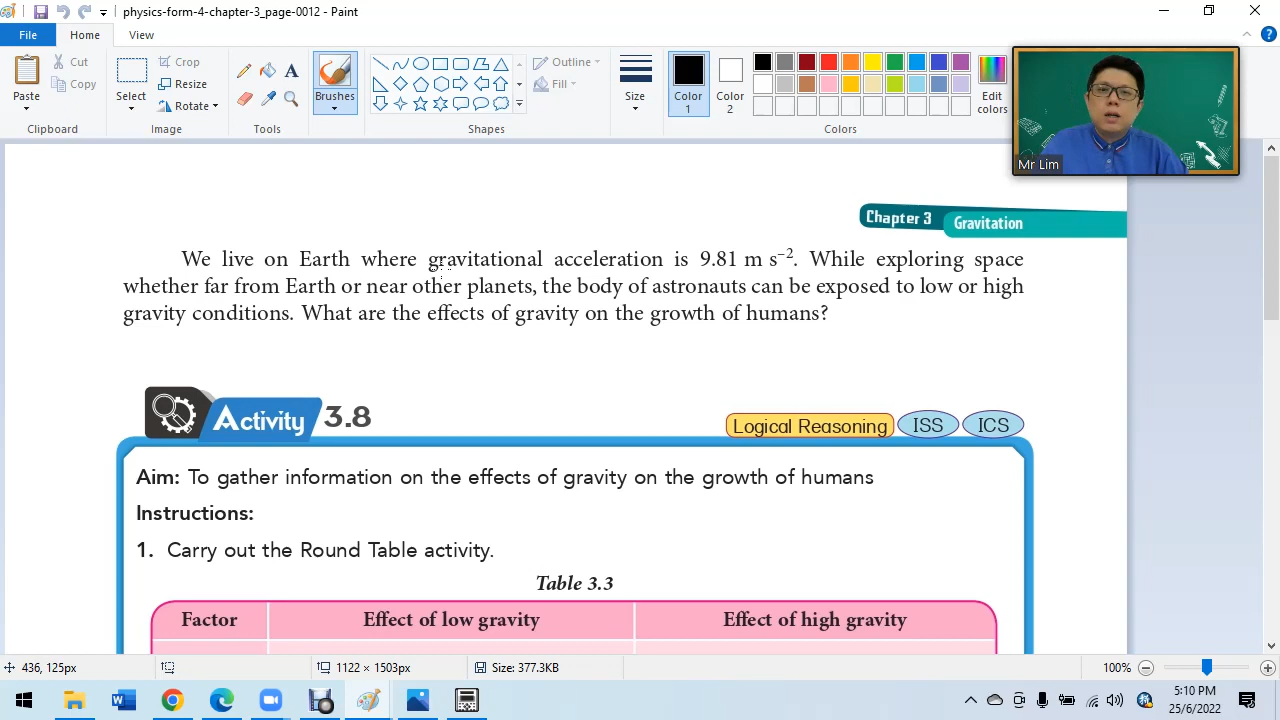 physics-form-4-chapter-3_page-0012 - Paint
File Home View
Paste Cut Copy Clipboard
Select Crop Resize Rotate Image
Tools
Brushes
Shapes Outline Fill
Size
Color 1 Color 2 Edit colors Colors
Mr Lim
Chapter 3 Gravitation
We live on Earth where gravitational acceleration is 9.81 m s⁻². While exploring space
whether far from Earth or near other planets, the body of astronauts can be exposed to low or high
gravity conditions. What are the effects of gravity on the growth of humans?
Activity 3.8
Logical Reasoning ISS ICS
Aim: To gather information on the effects of gravity on the growth of humans
Instructions:
1. Carry out the Round Table activity.
Table 3.3
Factor Effect of low gravity Effect of high gravity
436, 125px 1122 × 1503px Size: 377.3KB 100%
5:10 PM
25/6/2022